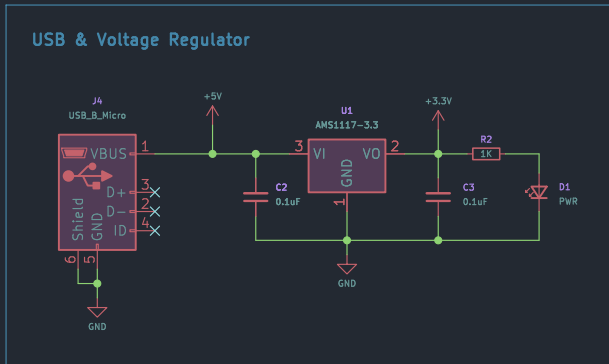 USB & Voltage Regulator
J4
USB_B_Micro
+5V
U1
AMS1117-3.3
+3.3V
R2
1K
1
VBUS
3
VI
VO
2
GND
1
D+
3
D-
2
ID
4
Shield
GND
6
5
C2
0.1uF
C3
0.1uF
D1
PWR
GND
GND